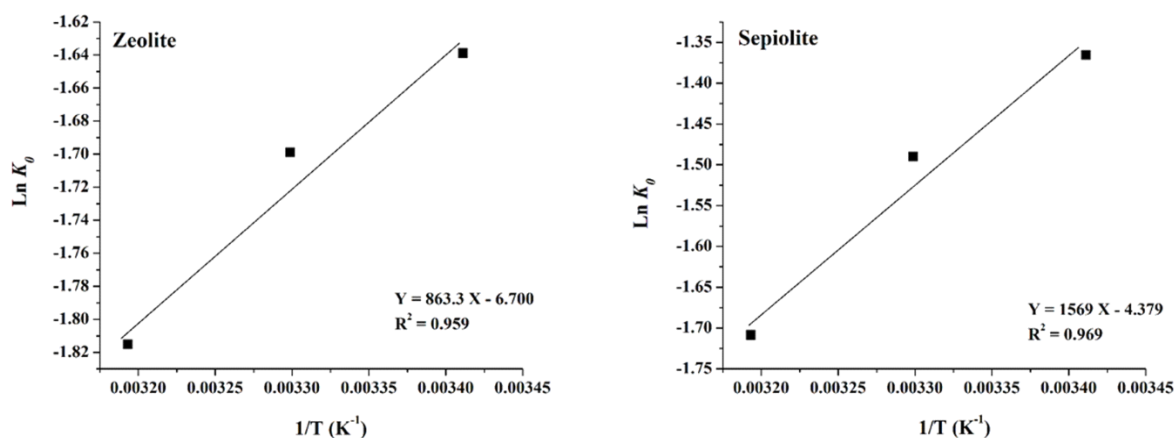 Zeolite
-1.62
-1.64
-1.66
-1.68
-1.70
-1.72
-1.74
-1.76
-1.78
-1.80
-1.82
Ln K₀
Y = 863.3 X - 6.700
R² = 0.959
0.00320 0.00325 0.00330 0.00335 0.00340 0.00345
1/T (K⁻¹)
Sepiolite
-1.35
-1.40
-1.45
-1.50
-1.55
-1.60
-1.65
-1.70
-1.75
Ln K₀
Y = 1569 X - 4.379
R² = 0.969
0.00320 0.00325 0.00330 0.00335 0.00340 0.00345
1/T (K⁻¹)